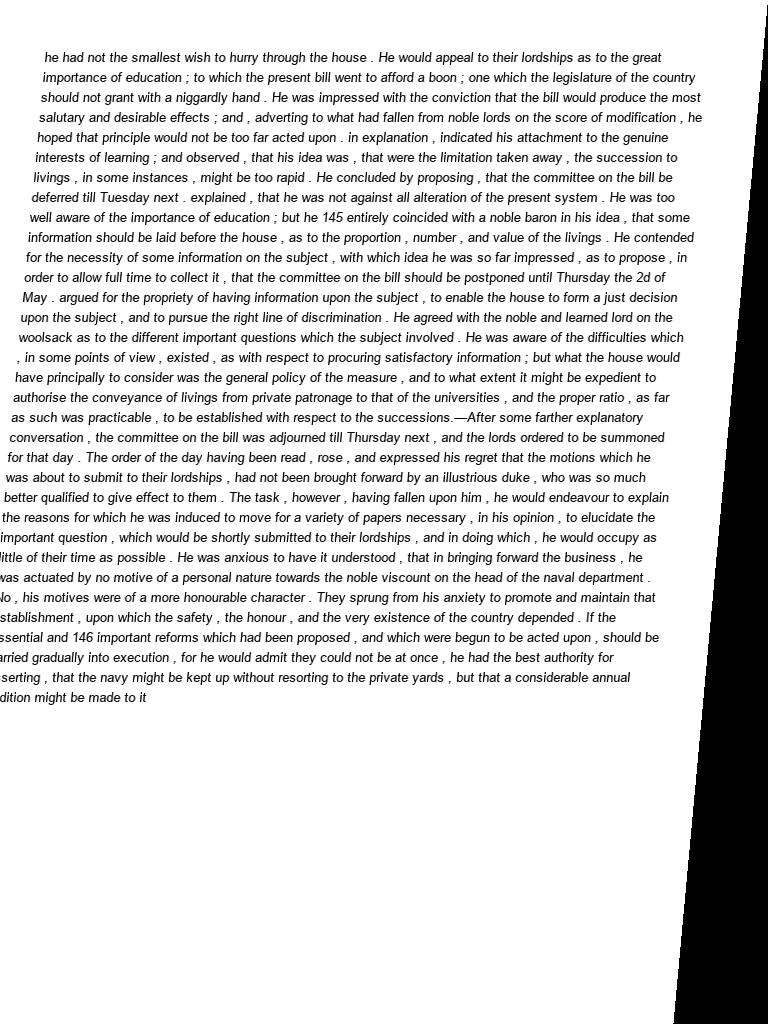 he had not the smallest wish to hurry through the house . He would appeal to their lordships as to the great
importance of education ; to which the present bill went to afford a boon ; one which the legislature of the country
should not grant with a niggardly hand . He was impressed with the conviction that the bill would produce the most
salutary and desirable effects ; and , adverting to what had fallen from noble lords on the score of modification , he
hoped that principle would not be too far acted upon . in explanation , indicated his attachment to the genuine
interests of learning ; and observed , that his idea was , that were the limitation taken away , the succession to
livings , in some instances , might be too rapid . He concluded by proposing , that the committee on the bill be
deferred till Tuesday next . explained , that he was not against all alteration of the present system . He was too
well aware of the importance of education ; but he 145 entirely coincided with a noble baron in his idea , that some
information should be laid before the house , as to the proportion , number , and value of the livings . He contended
for the necessity of some information on the subject , with which idea he was so far impressed , as to propose , in
order to allow full time to collect it , that the committee on the bill should be postponed until Thursday the 2d of
May . argued for the propriety of having information upon the subject , to enable the house to form a just decision
upon the subject , and to pursue the right line of discrimination . He agreed with the noble and learned lord on the
woolsack as to the different important questions which the subject involved . He was aware of the difficulties which
, in some points of view , existed , as with respect to procuring satisfactory information ; but what the house would
have principally to consider was the general policy of the measure , and to what extent it might be expedient to
authorise the conveyance of livings from private patronage to that of the universities , and the proper ratio , as far
as such was practicable , to be established with respect to the successions.—After some farther explanatory
conversation , the committee on the bill was adjourned till Thursday next , and the lords ordered to be summoned
for that day . The order of the day having been read , rose , and expressed his regret that the motions which he
was about to submit to their lordships , had not been brought forward by an illustrious duke , who was so much
better qualified to give effect to them . The task , however , having fallen upon him , he would endeavour to explain
the reasons for which he was induced to move for a variety of papers necessary , in his opinion , to elucidate the
important question , which would be shortly submitted to their lordships , and in doing which , he would occupy as
little of their time as possible . He was anxious to have it understood , that in bringing forward the business , he
was actuated by no motive of a personal nature towards the noble viscount on the head of the naval department .
No , his motives were of a more honourable character . They sprung from his anxiety to promote and maintain that
stablishment , upon which the safety , the honour , and the very existence of the country depended . If the
ssential and 146 important reforms which had been proposed , and which were begun to be acted upon , should be
arried gradually into execution , for he would admit they could not be at once , he had the best authority for
serting , that the navy might be kept up without resorting to the private yards , but that a considerable annual
dition might be made to it